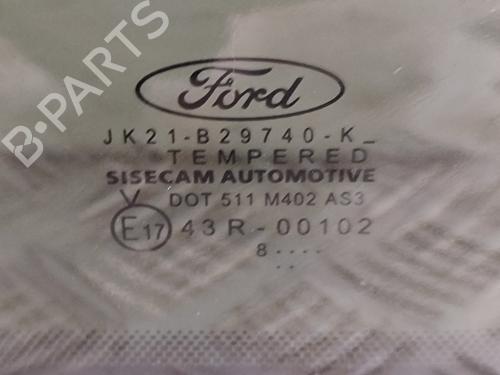 B-PARTS
Ford
JK21-B29740-K_
TEMPERED
SISECAM AUTOMOTIVE
DOT 511 M402 AS3
V
E17 43R-00102
8....
..